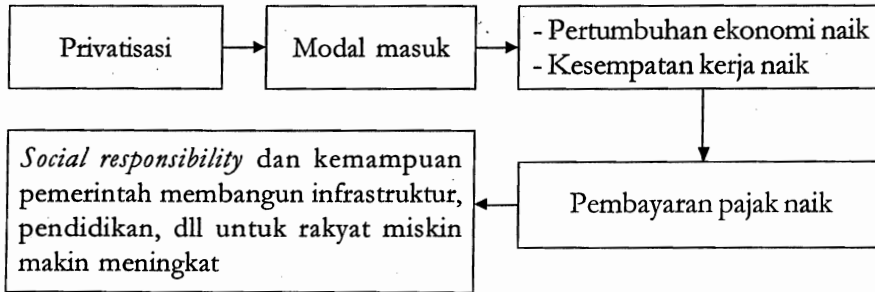 Privatisasi
Modal masuk
- Pertumbuhan ekonomi naik
- Kesempatan kerja naik
Pembayaran pajak naik
Social responsibility dan kemampuan
pemerintah membangun infrastruktur,
pendidikan, dll untuk rakyat miskin
makin meningkat